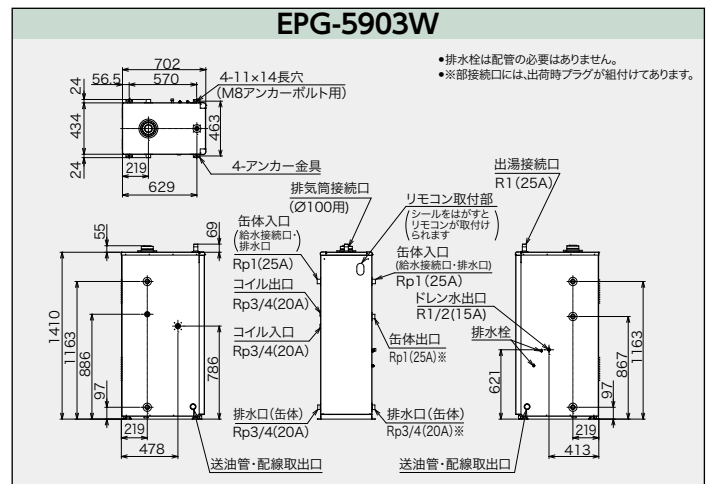 EPG-5903W
•排水栓は配管の必要はありません。
•※部接続口には、出荷時プラグが組付けてあります。
702
56.5
570
4-11×14長穴
(M8アンカーボルト用)
24
434
24
463
219
4-アンカー金具
629
排気筒接続口
(Ø100用)
リモコン取付部
(シールをはがすと
リモコンが取付け
られます)
出湯接続口
R1(25A)
55
69
缶体入口
(給水接続口・
排水口)
Rp1(25A)
コイル出口
Rp3/4(20A)
コイル入口
Rp3/4(20A)
排水口(缶体)
Rp3/4(20A)
缶体入口
(給水接続口・排水口)
Rp1(25A)
缶体出口
Rp1(25A)※
排水口(缶体)
Rp3/4(20A)※
ドレン水出口
R1/2(15A)
排水栓
1410
1163
886
97
786
219
478
送油管・配線取出口
621
97
867
1163
219
413
送油管・配線取出口